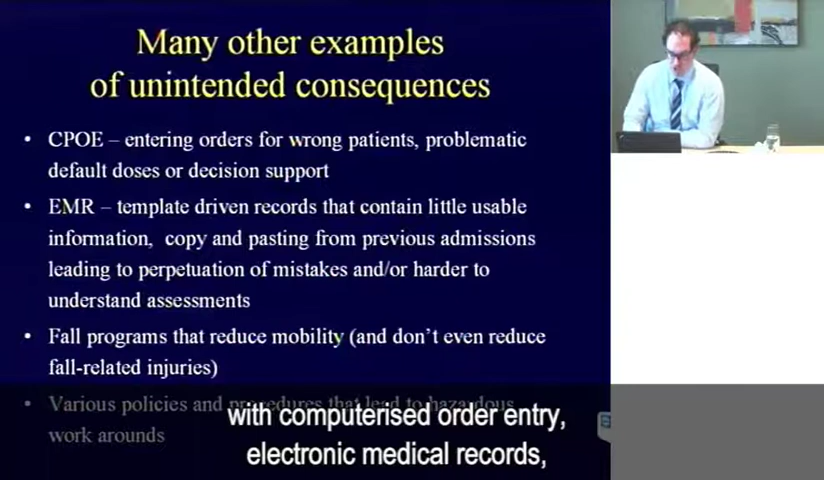 Many other examples
of unintended consequences
• CPOE – entering orders for wrong patients, problematic
default doses or decision support
• EMR – template driven records that contain little usable
information, copy and pasting from previous admissions
leading to perpetuation of mistakes and/or harder to
understand assessments
• Fall programs that reduce mobility (and don't even reduce
fall-related injuries)
• Various policies and procedures that lead to hazardous
work arounds
with computerised order entry,
electronic medical records,